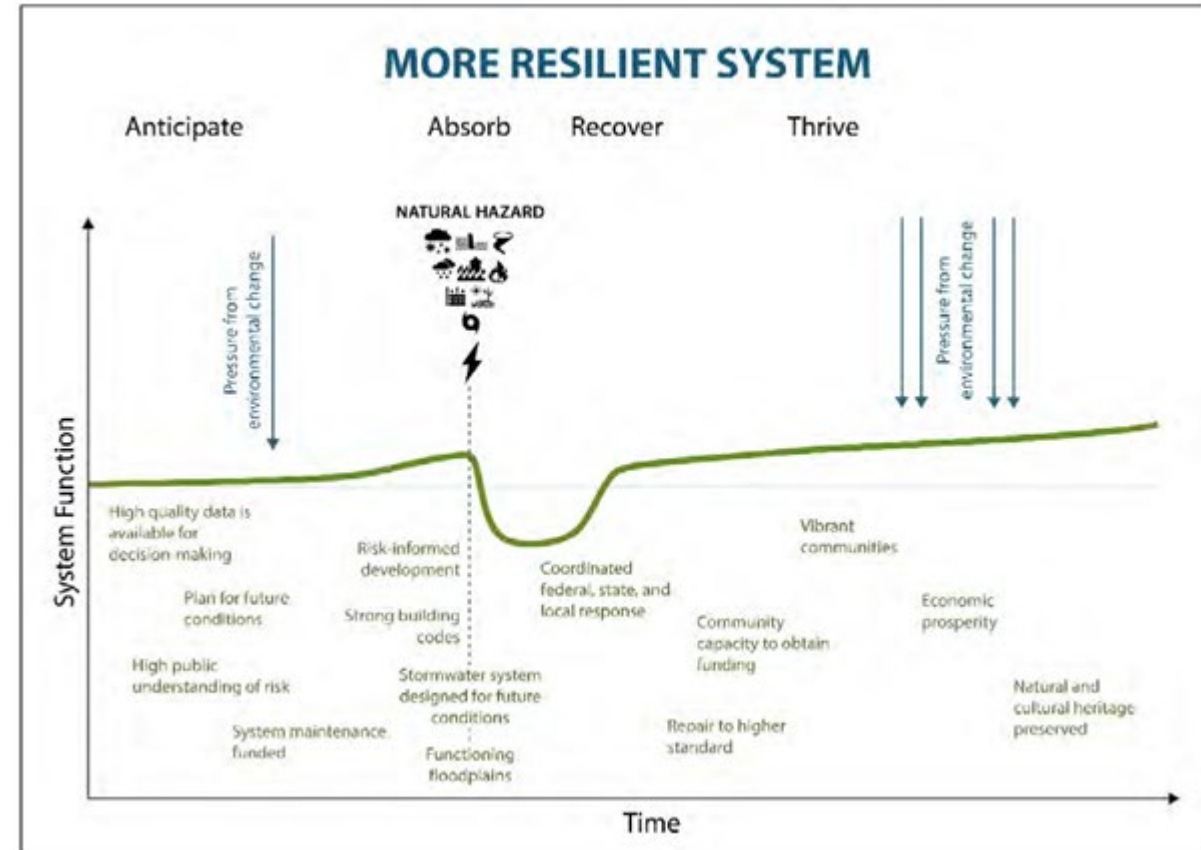 MORE RESILIENT SYSTEM
Anticipate
Absorb
Recover
Thrive
NATURAL HAZARD
Pressure from
environmental change
Pressure from
environmental change
System Function
High quality data is
available for
decision-making
Plan for future
conditions
High public
understanding of risk
System maintenance
funded
Risk-informed
development
Strong building
codes
Stormwater system
designed for future
conditions
Functioning
floodplains
Coordinated
federal, state, and
local response
Community
capacity to obtain
funding
Repair to higher
standard
Vibrant
communities
Economic
prosperity
Natural and
cultural heritage
preserved
Time